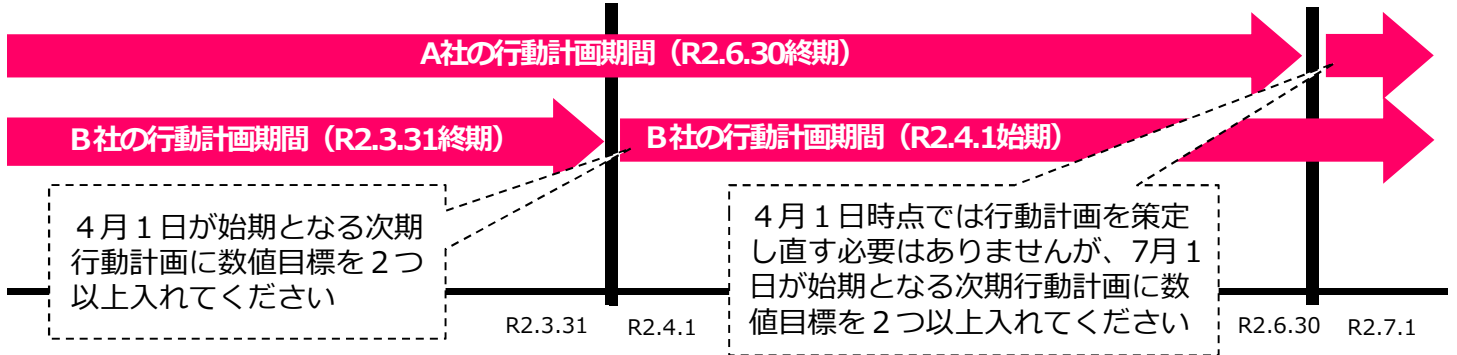 A社の行動計画期間（R2.6.30終期）
B社の行動計画期間（R2.3.31終期）
B社の行動計画期間（R2.4.1始期）
４月１日が始期となる次期
行動計画に数値目標を２つ
以上入れてください
４月１日時点では行動計画を策定
し直す必要はありませんが、7月１
日が始期となる次期行動計画に数
値目標を２つ以上入れてください
R2.3.31
R2.4.1
R2.6.30
R2.7.1